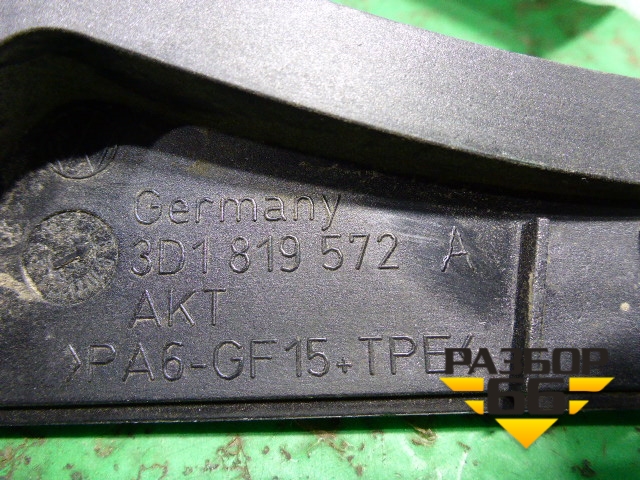 Germany
3D1 819 572 A
AKT
>PA6-GF15+TPE<
РАЗБОР
66